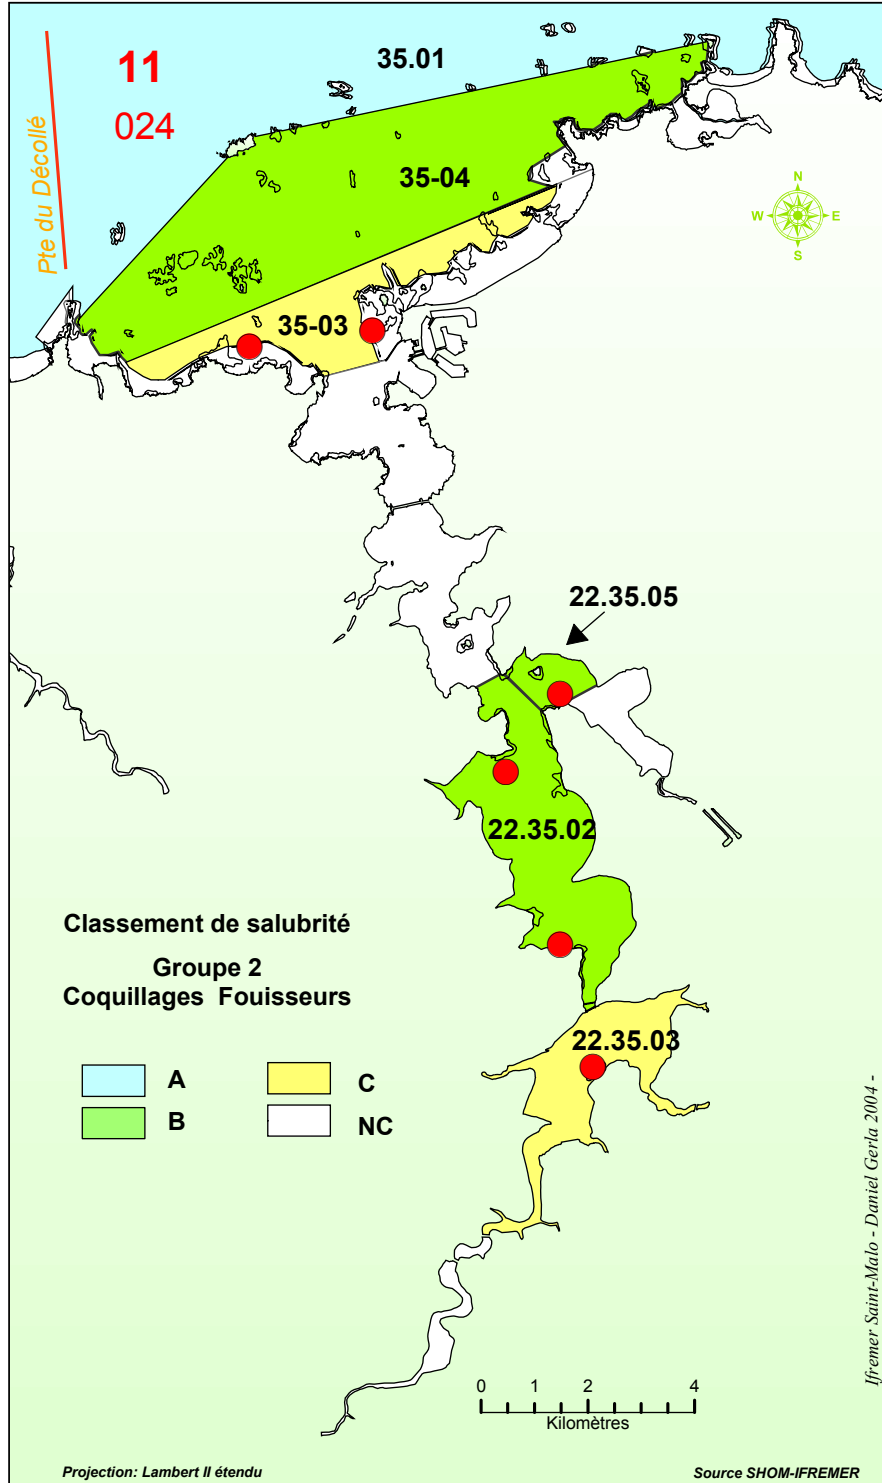 11
024
35.01
Pte du Décollé
35-04
N
W E
S
35-03
22.35.05
22.35.02
Classement de salubrité
Groupe 2
Coquillages Fouisseurs
A
C
B
NC
22.35.03
0 1 2 4
Kilomètres
Ifremer Saint-Malo - Daniel Gerla 2004 -
Projection: Lambert II étendu
Source SHOM-IFREMER